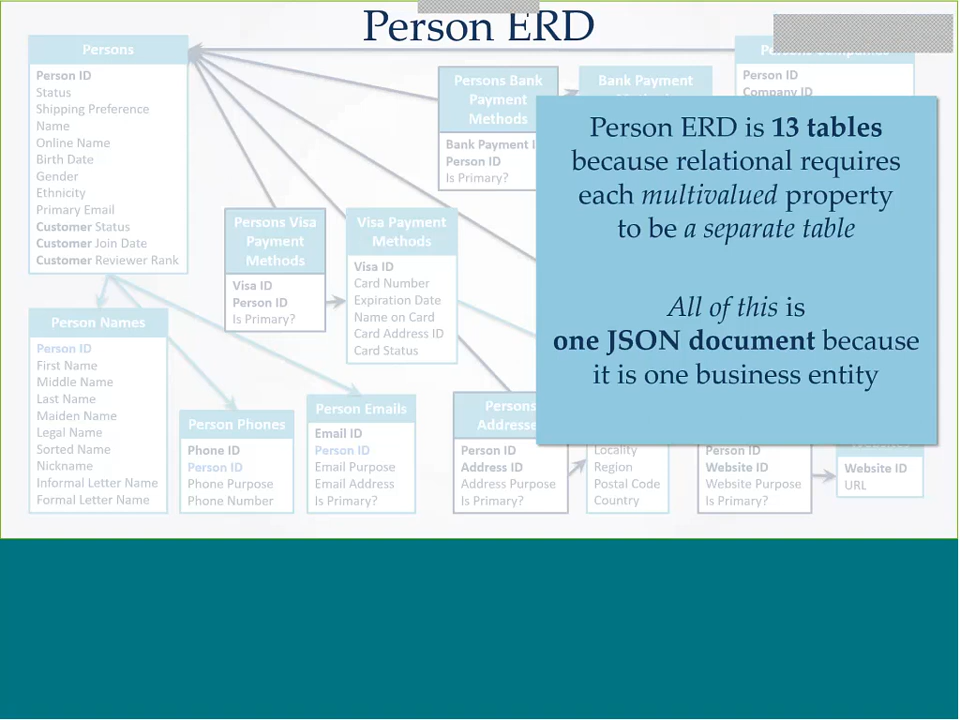 Person ERD
Persons
Person ID
Status
Shipping Preference
Name
Online Name
Birth Date
Gender
Ethnicity
Primary Email
Customer Status
Customer Join Date
Customer Reviewer Rank
Persons Bank
Payment
Methods
Bank Payment
Person ID
Is Primary?
Bank Payment
Person ID
Company ID
Person ERD is 13 tables
because relational requires
each multivalued property
to be a separate table
All of this is
one JSON document because
it is one business entity
Persons Visa
Payment
Methods
Visa ID
Person ID
Is Primary?
Visa Payment
Methods
Visa ID
Card Number
Expiration Date
Name on Card
Card Address ID
Card Status
Person Names
Person ID
First Name
Middle Name
Last Name
Maiden Name
Legal Name
Sorted Name
Nickname
Informal Letter Name
Formal Letter Name
Person Phones
Phone ID
Person ID
Phone Purpose
Phone Number
Person Emails
Email ID
Person ID
Email Purpose
Email Address
Is Primary?
Persons
Person ID
Address ID
Address Purpose
Is Primary?
Locality
Region
Postal Code
Country
Person ID
Website ID
Website Purpose
Is Primary?
Website ID
URL